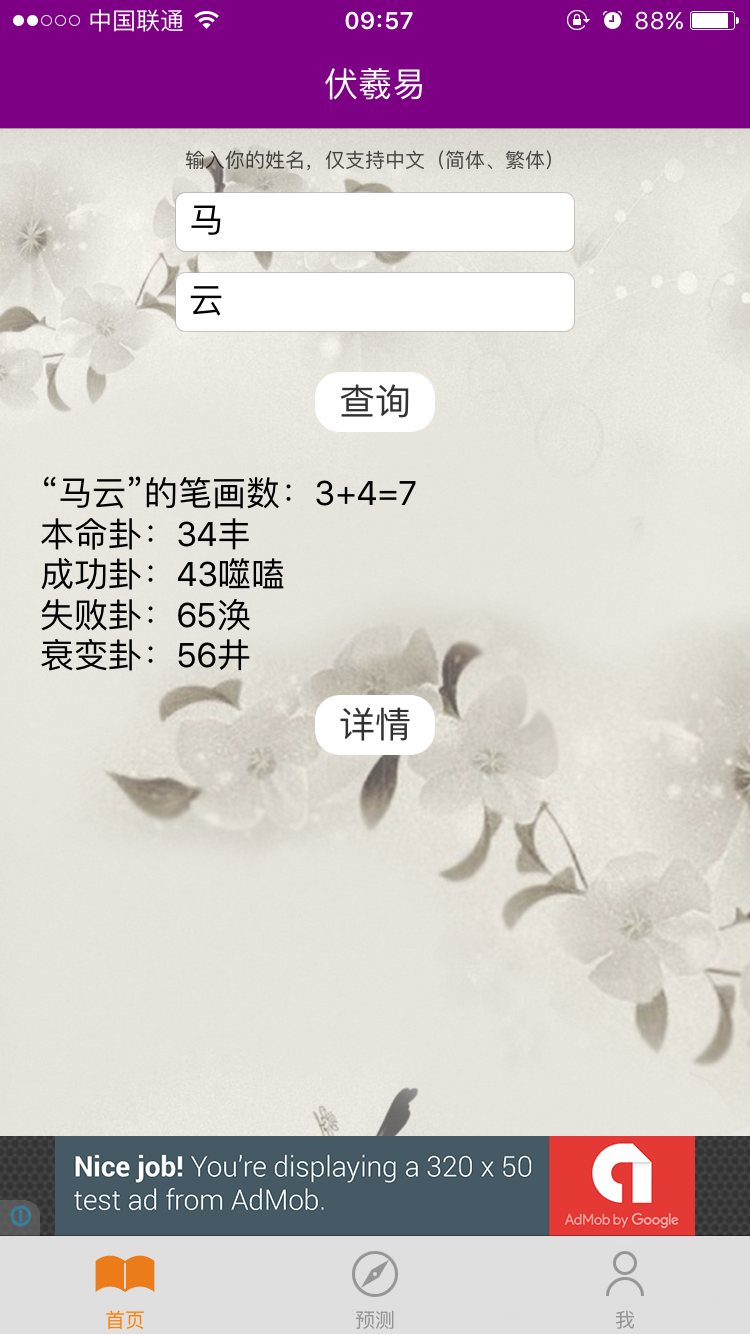 中国联通 09:57 88%
伏羲易
输入你的姓名，仅支持中文（简体、繁体）
马
云
查询
“马云”的笔画数：3+4=7
本命卦：34丰
成功卦：43噬嗑
失败卦：65涣
衰变卦：56井
详情
Nice job! You're displaying a 320 x 50
test ad from AdMob.
AdMob by Google
首页 预测 我